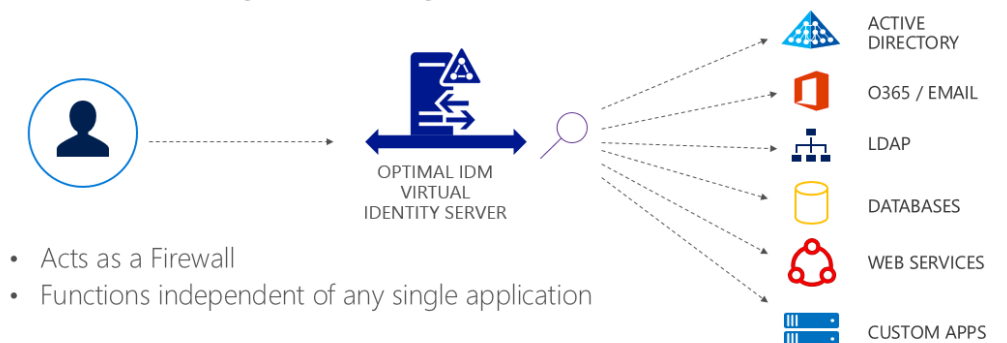 ACTIVE
DIRECTORY
O365 / EMAIL
LDAP
OPTIMAL IDM
VIRTUAL
IDENTITY SERVER
DATABASES
WEB SERVICES
CUSTOM APPS
• Acts as a Firewall
• Functions independent of any single application